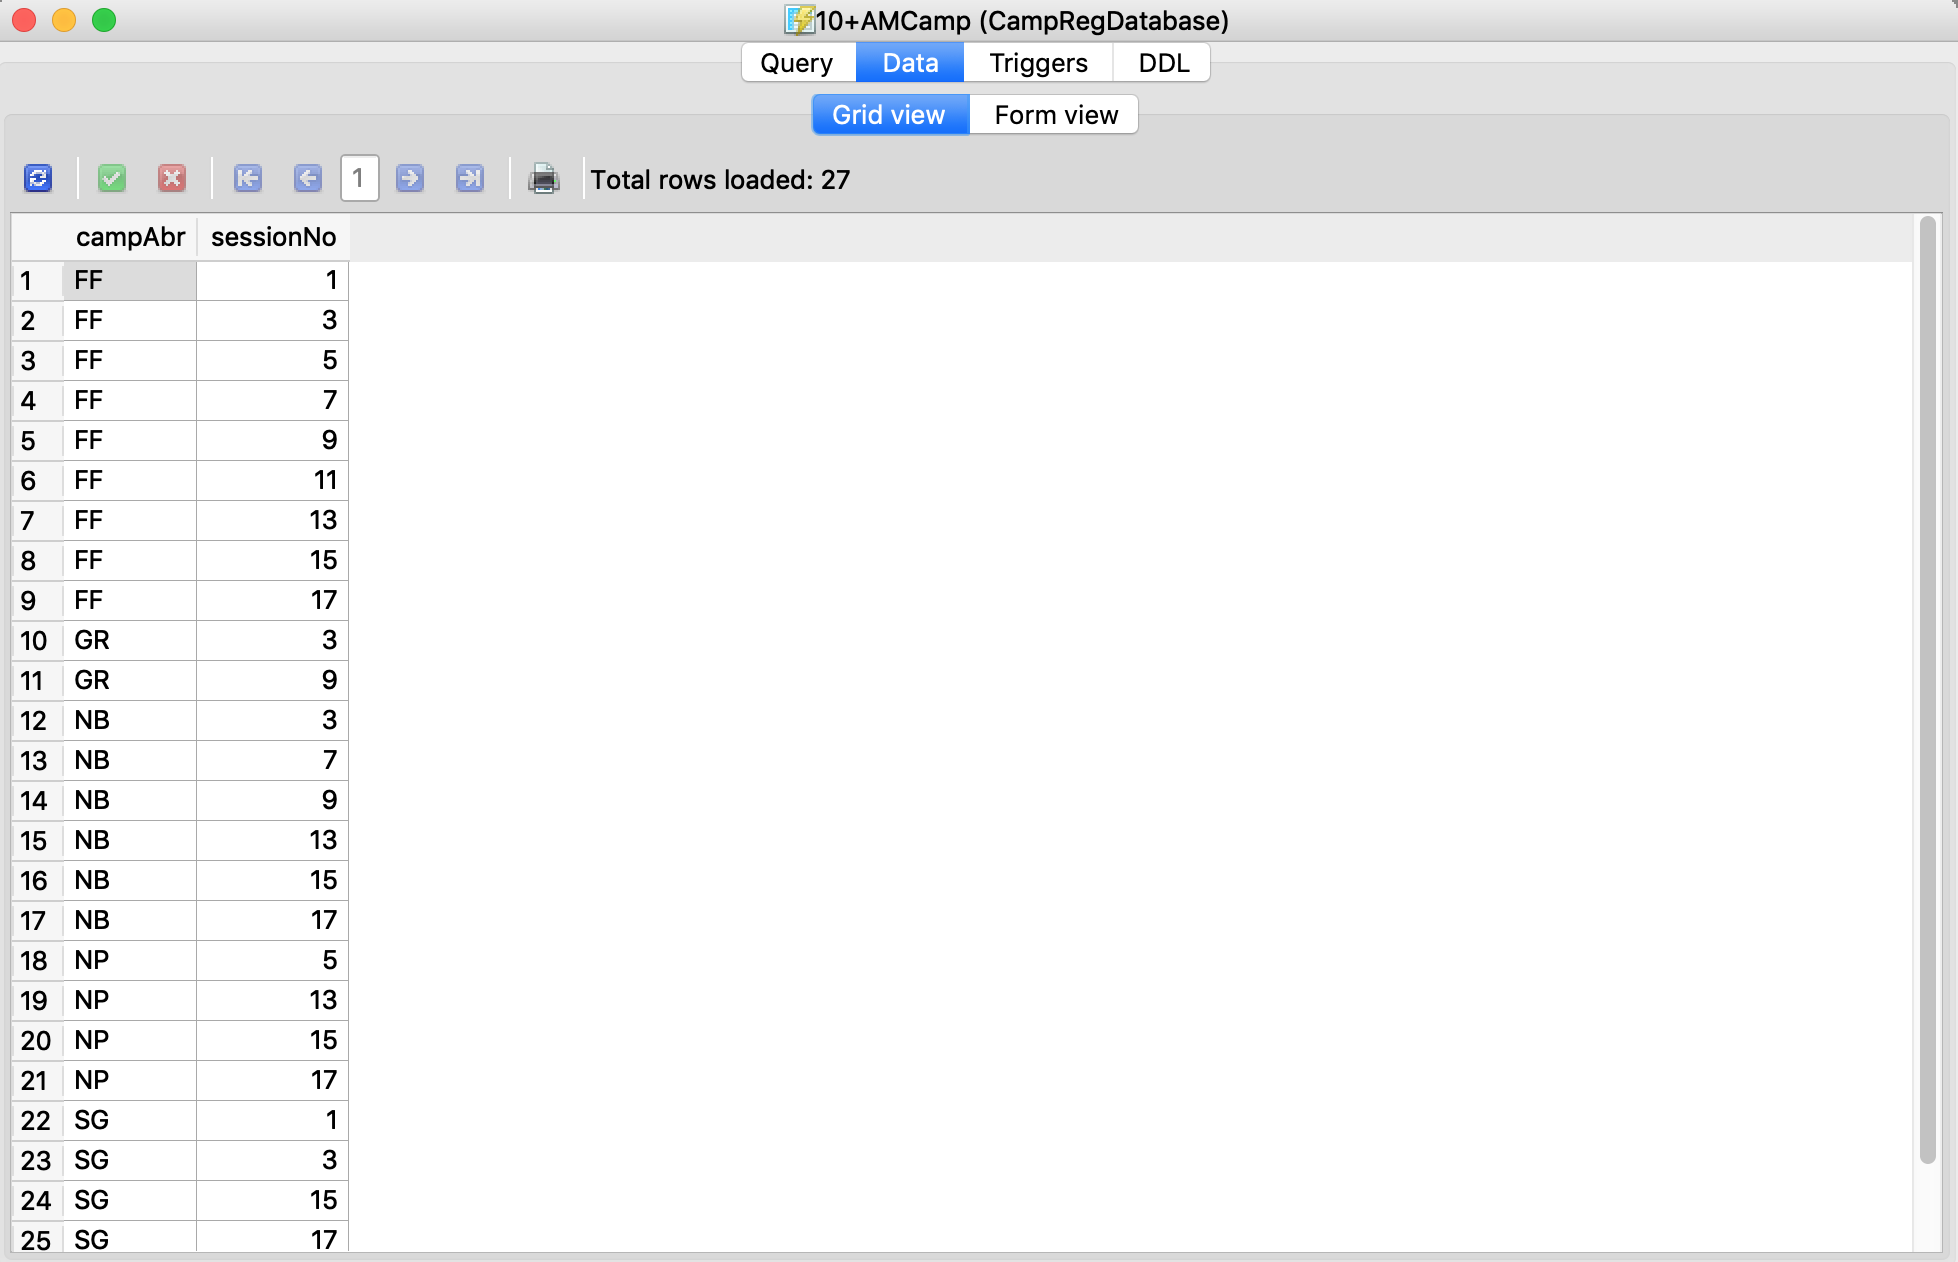 10+AMCamp (CampRegDatabase)
Query Data Triggers DDL
Grid view Form view
1 Total rows loaded: 27
campAbr sessionNo
1 FF 1
2 FF 3
3 FF 5
4 FF 7
5 FF 9
6 FF 11
7 FF 13
8 FF 15
9 FF 17
10 GR 3
11 GR 9
12 NB 3
13 NB 7
14 NB 9
15 NB 13
16 NB 15
17 NB 17
18 NP 5
19 NP 13
20 NP 15
21 NP 17
22 SG 1
23 SG 3
24 SG 15
25 SG 17